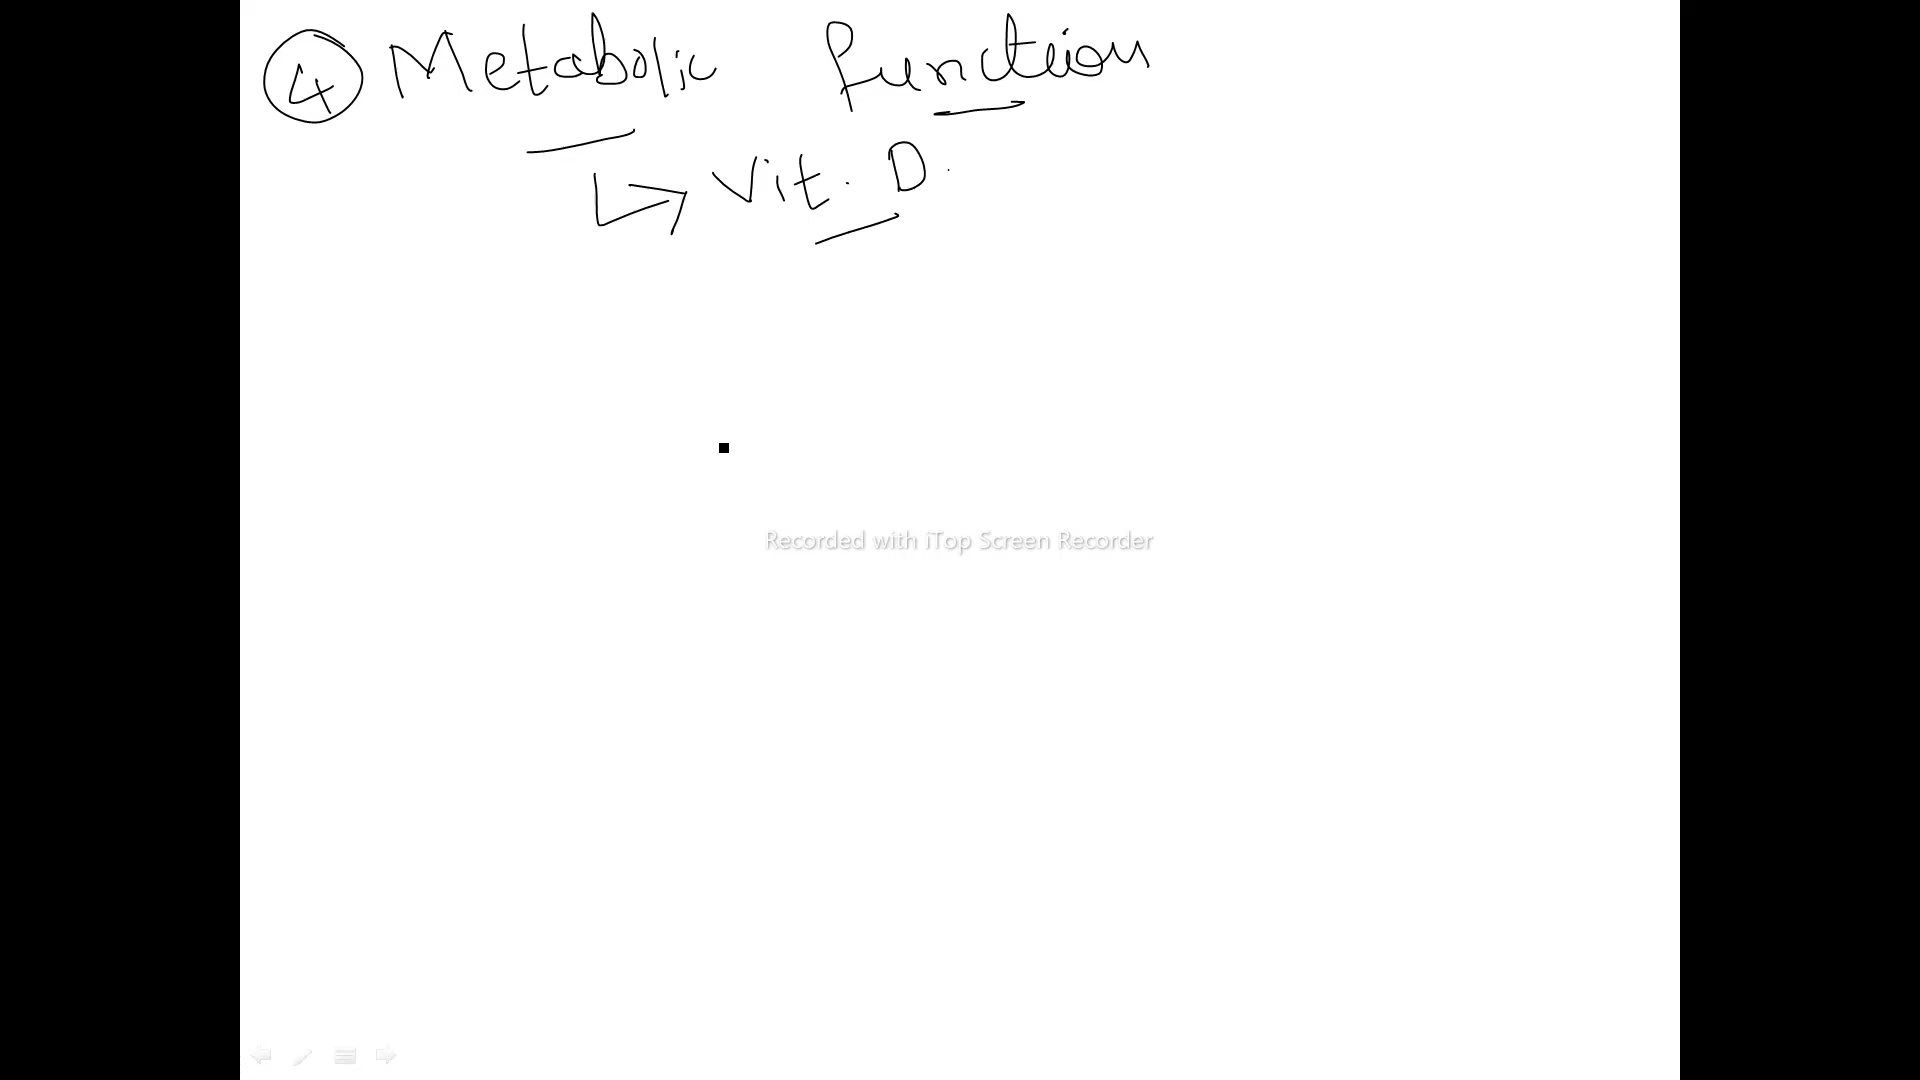 ④ Metabolic function
↳ Vit. D.
Recorded with iTop Screen Recorder